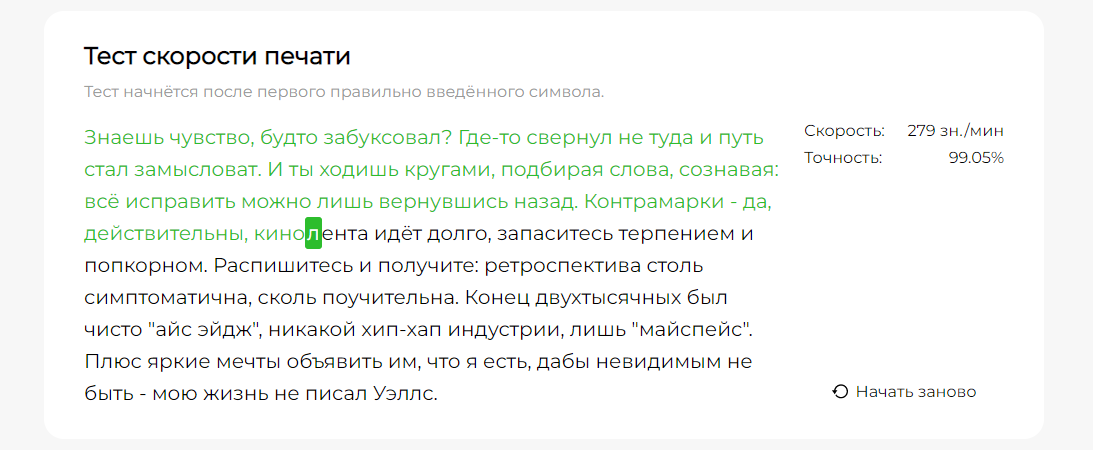 Тест скорости печати
Тест начнётся после первого правильно введённого символа.
Знаешь чувство, будто забуксовал? Где-то свернул не туда и путь
стал замысловат. И ты ходишь кругами, подбирая слова, сознавая:
всё исправить можно лишь вернувшись назад. Контрамарки - да,
действительны, кинолента идёт долго, запаситесь терпением и
попкорном. Распишитесь и получите: ретроспектива столь
симптоматична, сколь поучительна. Конец двухтысячных был
чисто "айс эйдж", никакой хип-хап индустрии, лишь "майспейс".
Плюс яркие мечты объявить им, что я есть, дабы невидимым не
быть - мою жизнь не писал Уэллс.
Скорость: 279 зн./мин
Точность: 99.05%
Начать заново